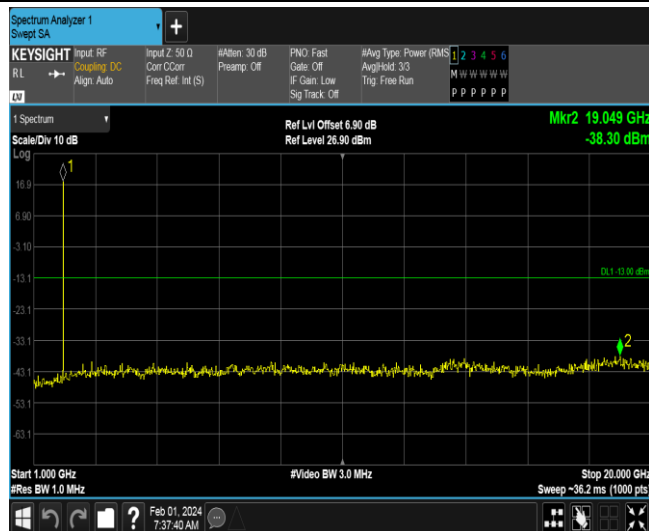 Spectrum Analyzer 1
Swept SA
+
KEYSIGHT
RL
Input: RF
Coupling: DC
Align: Auto
Input Z: 50 Ω
Corr CCorr
Freq Ref: Int (S)
#Atten: 30 dB
Preamp: Off
PNO: Fast
Gate: Off
IF Gain: Low
Sig Track: Off
#Avg Type: Power (RMS
Avg|Hold: 3/3
Trig: Free Run
1 2 3 4 5 6
M W W W W W
P P P P P P
1 Spectrum
Scale/Div 10 dB
Log
Ref Lvl Offset 6.90 dB
Ref Level 26.90 dBm
Mkr2 19.049 GHz
-38.30 dBm
1
16.9
6.90
-3.10
-13.1
DL1 -13.00 dBm
-23.1
-33.1
2
-43.1
-53.1
-63.1
Start 1.000 GHz
#Res BW 1.0 MHz
#Video BW 3.0 MHz
Stop 20.000 GHz
Sweep ~36.2 ms (1000 pts)
?
Feb 01, 2024
7:37:40 AM